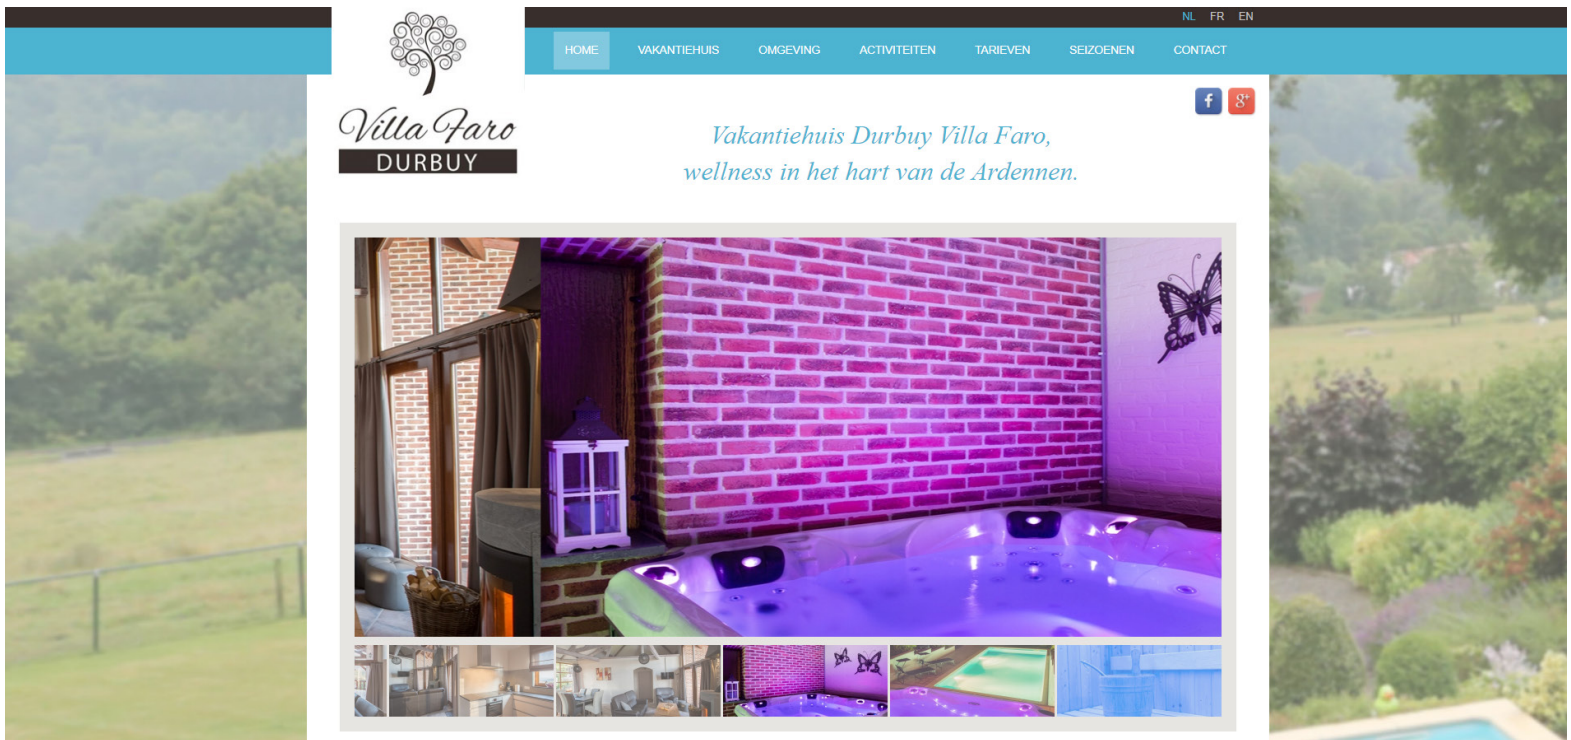 NL FR EN
HOME VAKANTIEHUIS OMGEVING ACTIVITEITEN TARIEVEN SEIZOENEN CONTACT
f g+
Villa Faro
DURBUY
Vakantiehuis Durbuy Villa Faro,
wellness in het hart van de Ardennen.